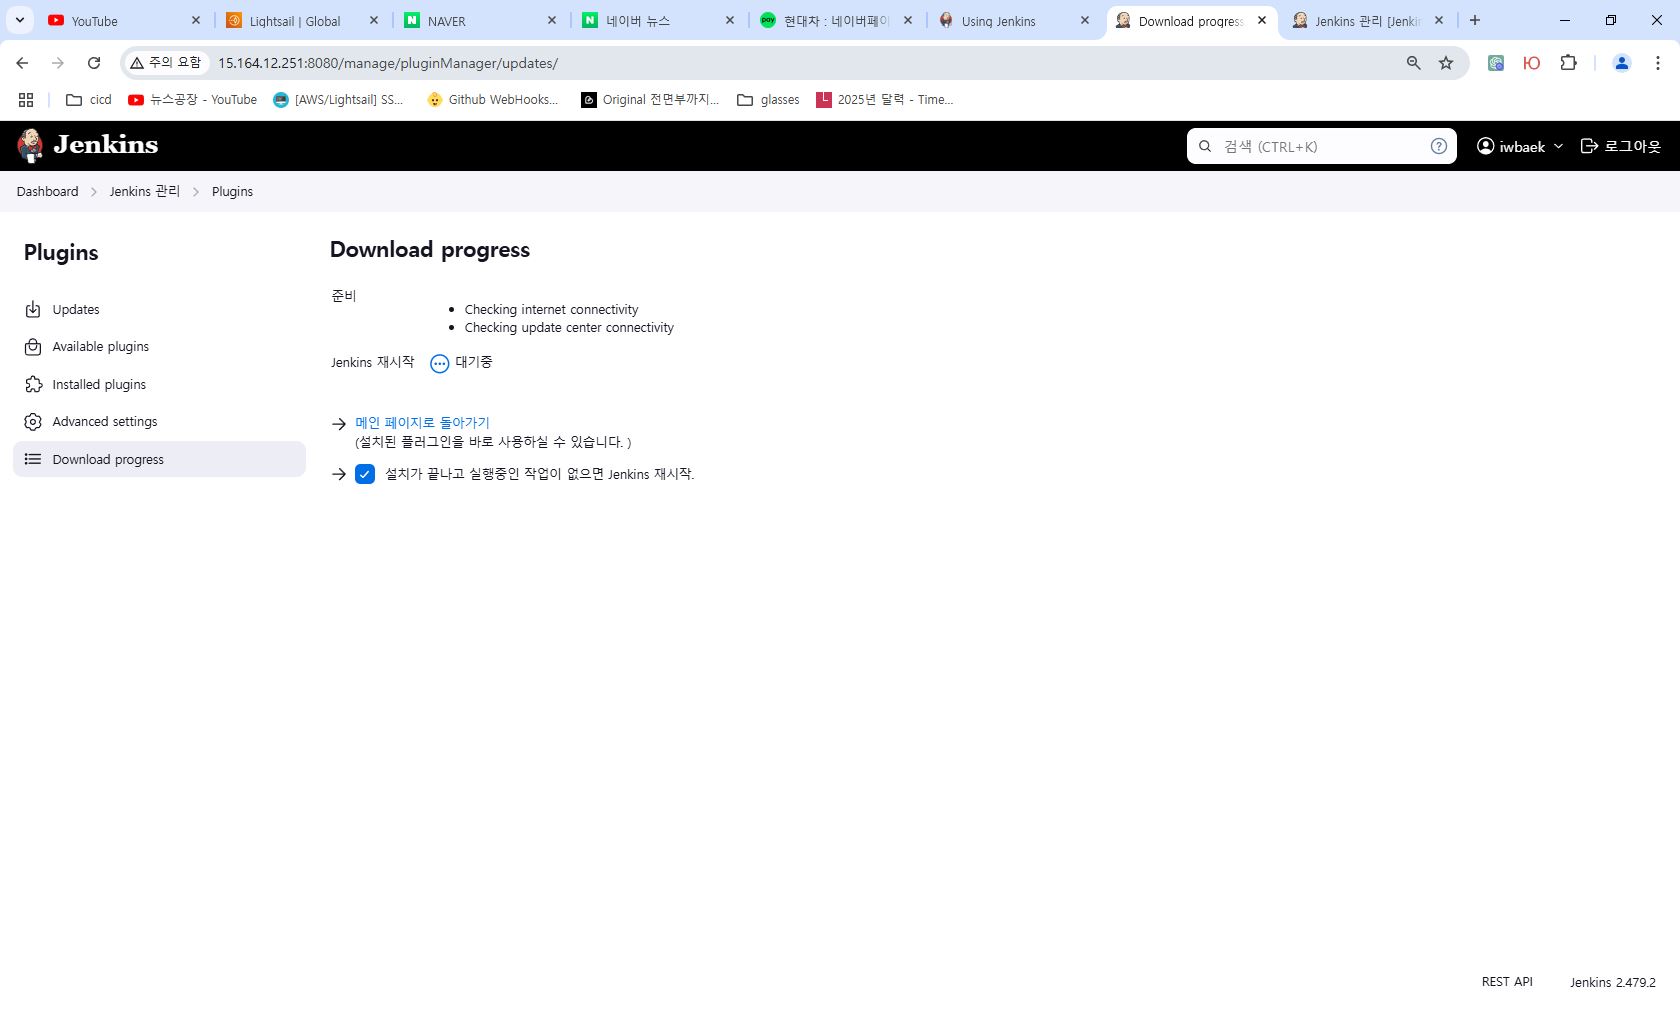 YouTube
Lightsail | Global
NAVER
네이버 뉴스
현대차 : 네이버페이
Using Jenkins
Download progress
Jenkins 관리 [Jenkin
주의 요함
15.164.12.251:8080/manage/pluginManager/updates/
cicd
뉴스공장 - YouTube
[AWS/Lightsail] SS...
Github WebHooks...
Original 전면부까지...
glasses
2025년 달력 - Time...
Jenkins
검색 (CTRL+K)
iwbaek
로그아웃
Dashboard
Jenkins 관리
Plugins
Plugins
Updates
Available plugins
Installed plugins
Advanced settings
Download progress
Download progress
준비
Checking internet connectivity
Checking update center connectivity
Jenkins 재시작
대기중
메인 페이지로 돌아가기
(설치된 플러그인을 바로 사용하실 수 있습니다. )
설치가 끝나고 실행중인 작업이 없으면 Jenkins 재시작.
REST API
Jenkins 2.479.2